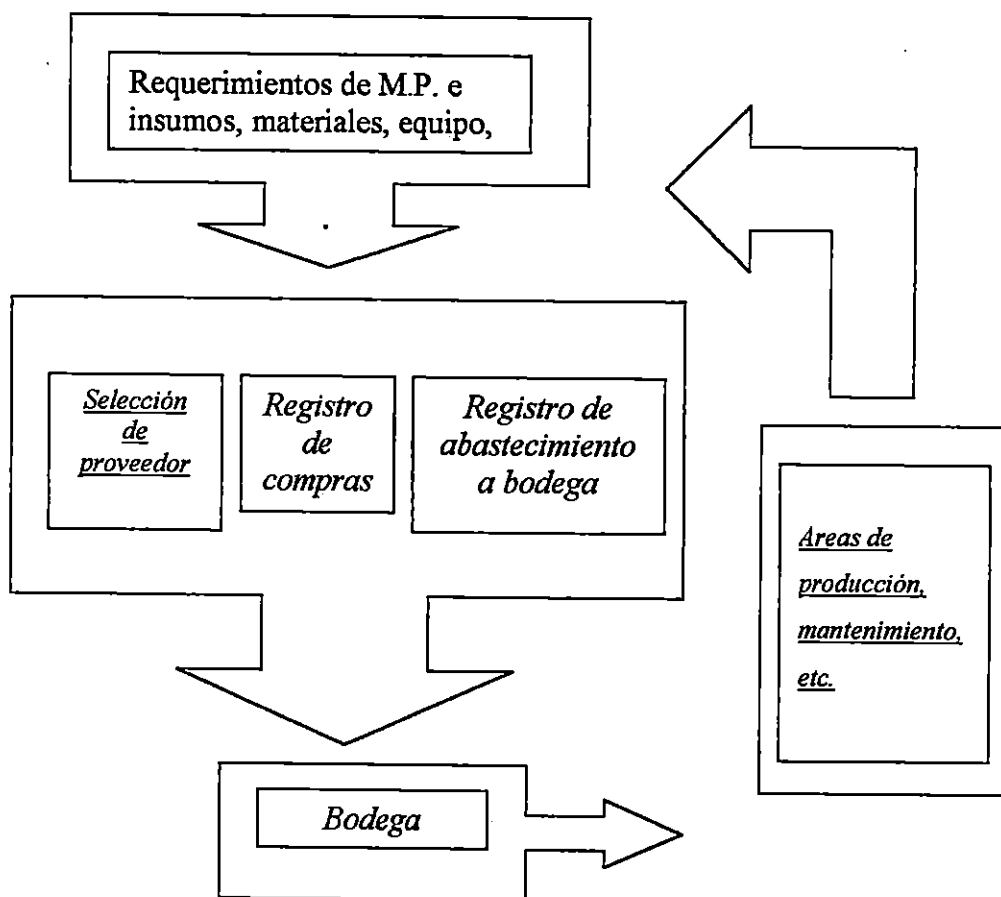 Requerimientos de M.P. e
insumos, materiales, equipo,
Selección
de
proveedor
Registro
de
compras
Registro de
abastecimiento
a bodega
Areas de
producción,
mantenimiento,
etc.
Bodega